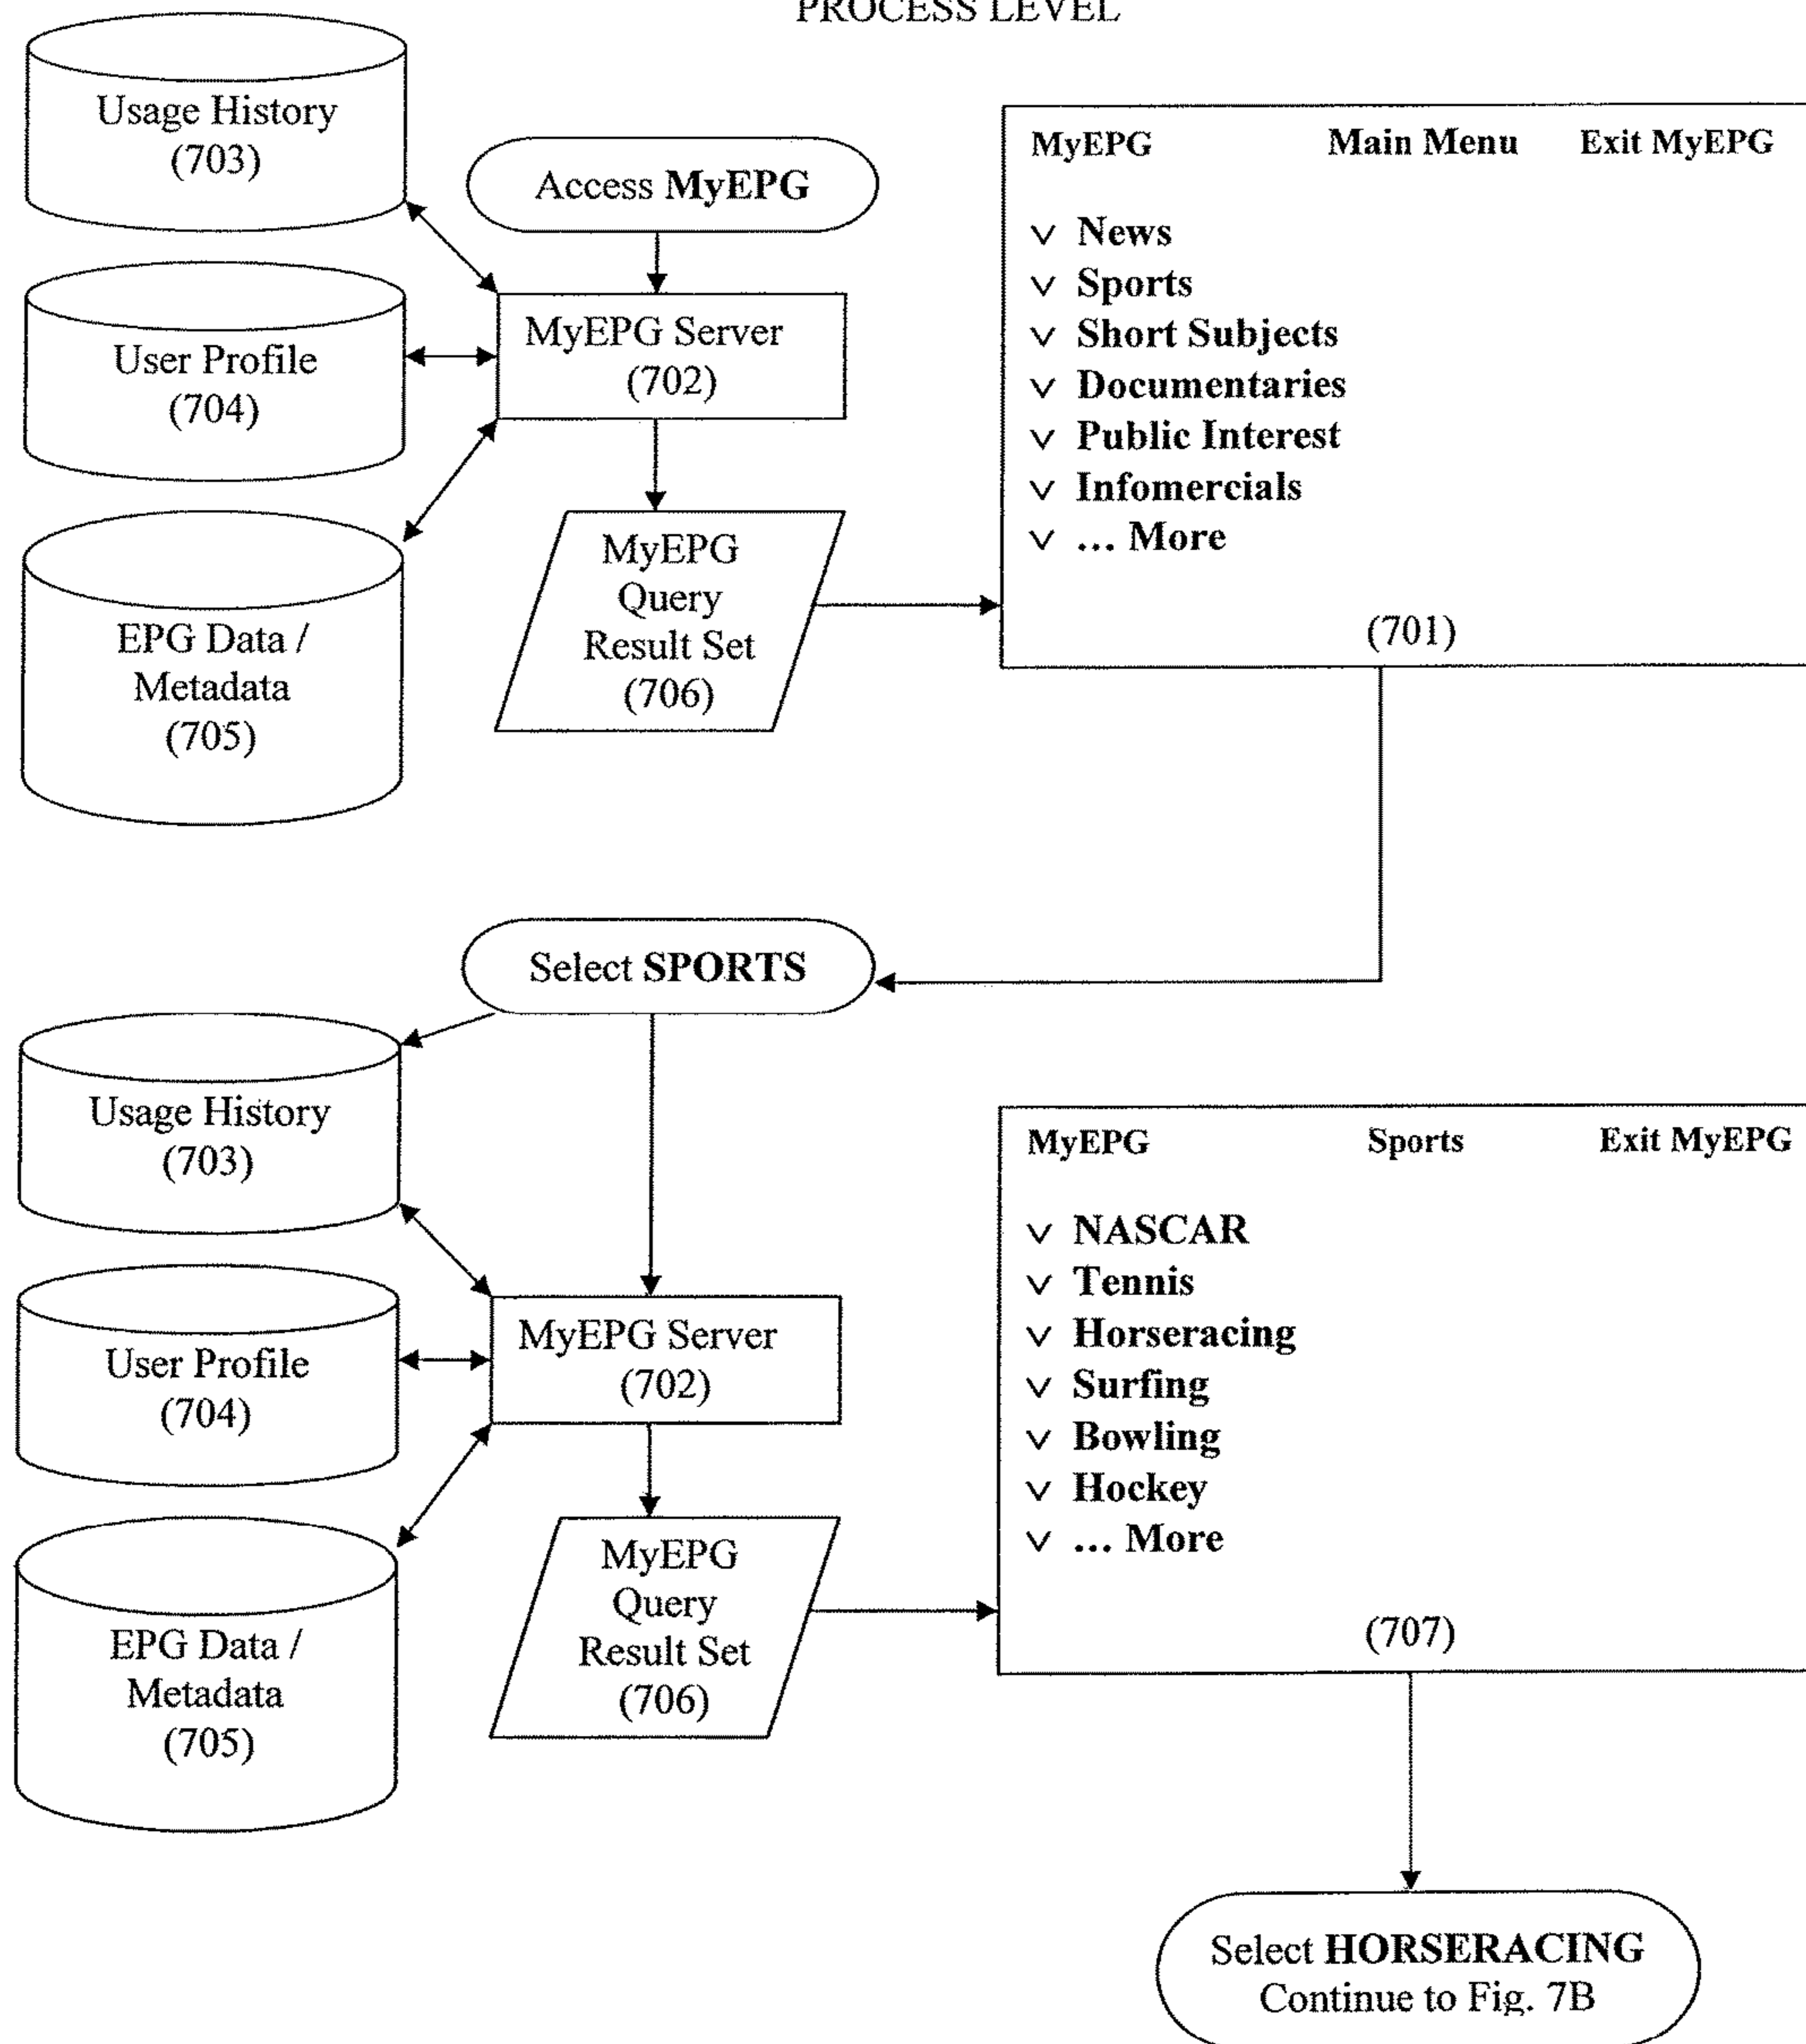 PROCESS LEVEL
Usage History
(703)
Access MyEPG
User Profile
(704)
MyEPG Server
(702)
EPG Data /
Metadata
(705)
MyEPG
Query
Result Set
(706)
MyEPG Main Menu Exit MyEPG
∨ News
∨ Sports
∨ Short Subjects
∨ Documentaries
∨ Public Interest
∨ Infomercials
∨ ... More
(701)
Select SPORTS
Usage History
(703)
User Profile
(704)
MyEPG Server
(702)
EPG Data /
Metadata
(705)
MyEPG
Query
Result Set
(706)
MyEPG Sports Exit MyEPG
∨ NASCAR
∨ Tennis
∨ Horseracing
∨ Surfing
∨ Bowling
∨ Hockey
∨ ... More
(707)
Select HORSERACING
Continue to Fig. 7B